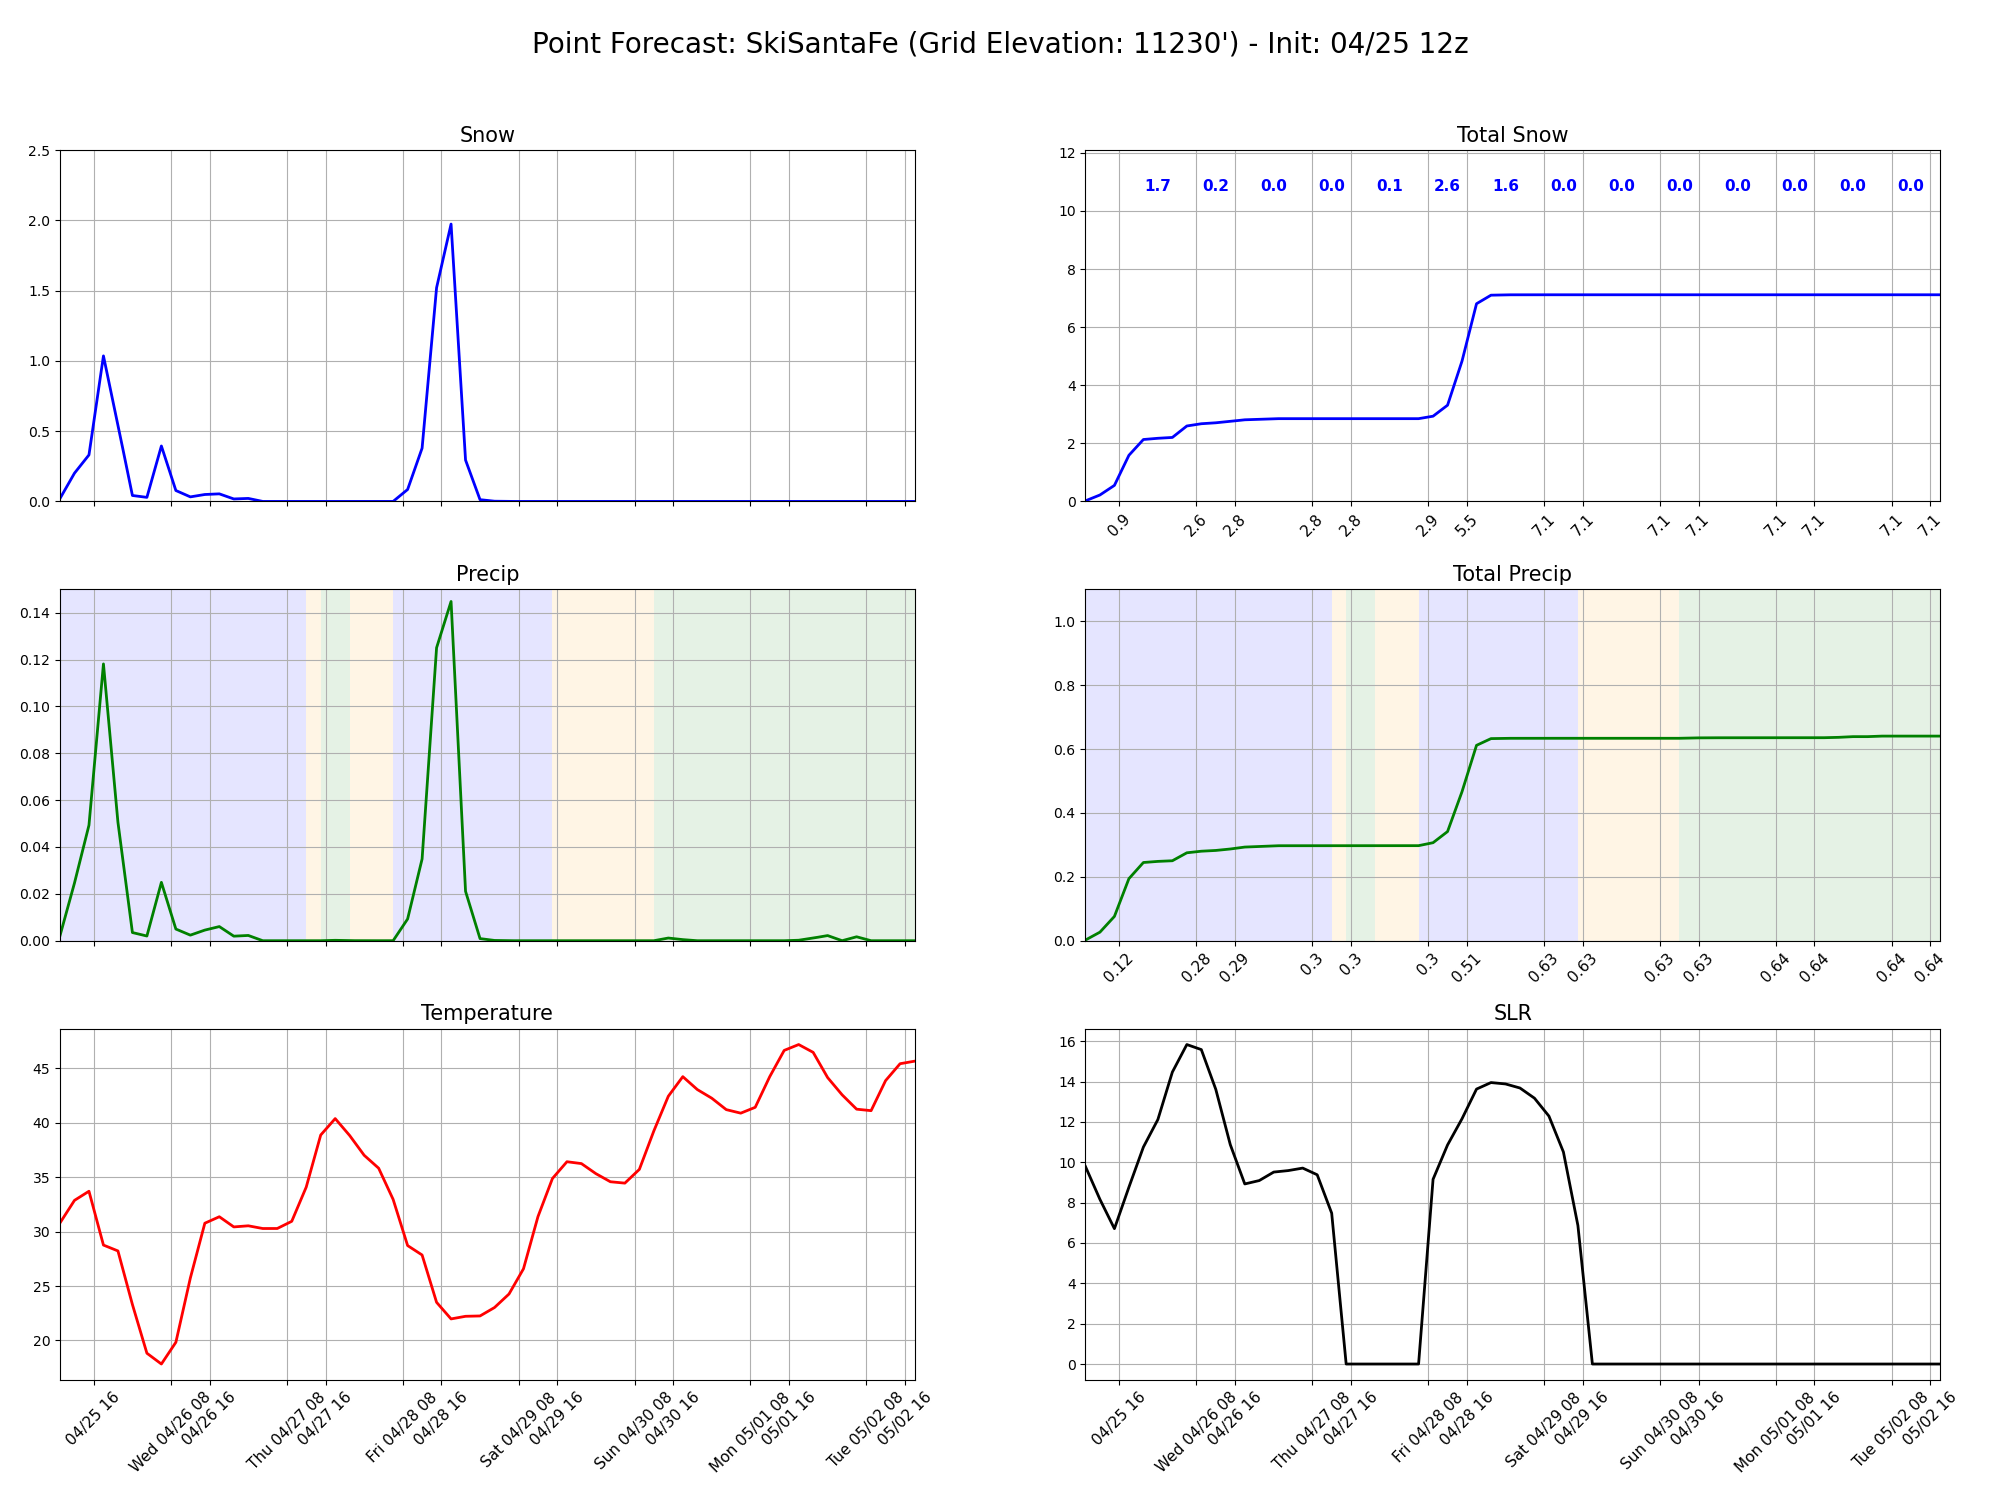 Point Forecast: SkiSantaFe (Grid Elevation: 11230') - Init: 04/25 12z
Snow
2.5
2.0
1.5
1.0
0.5
0.0
Total Snow
12
10
8
6
4
2
0
1.7 0.2 0.0 0.0 0.1 2.6 1.6 0.0 0.0 0.0 0.0 0.0 0.0 0.0
0.9 2.6 2.8 2.8 2.8 2.9 5.5 7.1 7.1 7.1 7.1 7.1 7.1 7.1 7.1
Precip
0.14
0.12
0.10
0.08
0.06
0.04
0.02
0.00
Total Precip
1.0
0.8
0.6
0.4
0.2
0.0
0.12 0.28 0.29 0.3 0.3 0.3 0.51 0.63 0.63 0.63 0.63 0.64 0.64 0.64 0.64
Temperature
45
40
35
30
25
20
04/25 16
Wed 04/26 08
04/26 16
Thu 04/27 08
04/27 16
Fri 04/28 08
04/28 16
Sat 04/29 08
04/29 16
Sun 04/30 08
04/30 16
Mon 05/01 08
05/01 16
Tue 05/02 08
05/02 16
SLR
16
14
12
10
8
6
4
2
0
04/25 16
Wed 04/26 08
04/26 16
Thu 04/27 08
04/27 16
Fri 04/28 08
04/28 16
Sat 04/29 08
04/29 16
Sun 04/30 08
04/30 16
Mon 05/01 08
05/01 16
Tue 05/02 08
05/02 16